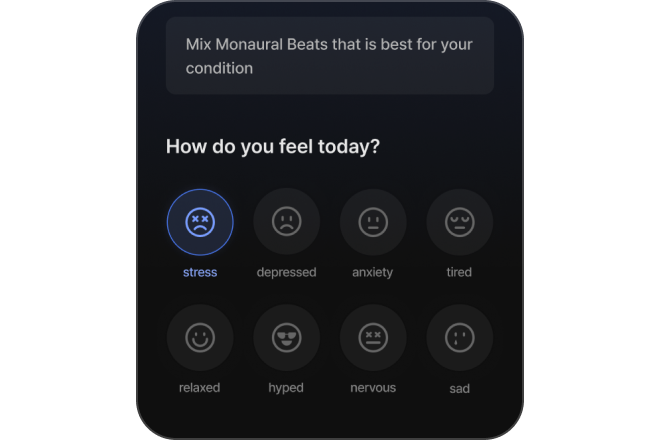 Mix Monaural Beats that is best for your
condition
How do you feel today?
stress depressed anxiety tired
relaxed hyped nervous sad